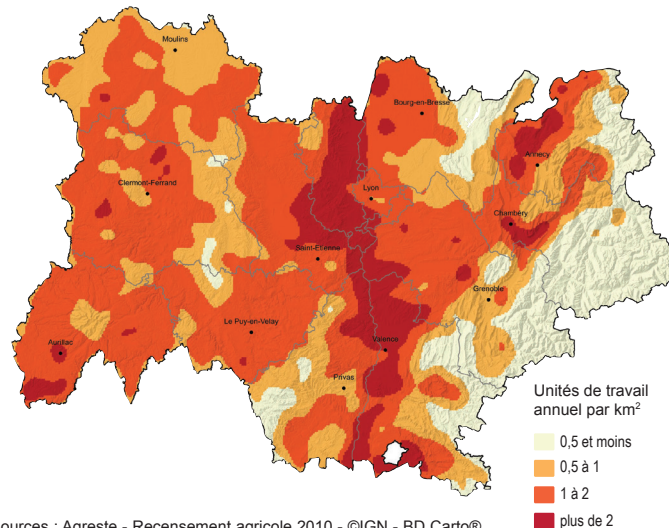 Moulins
Bourg-en-Bresse
Annecy
Clermont-Ferrand
Lyon
Chambéry
Saint-Etienne
Grenoble
Le Puy-en-Velay
Aurillac
Valence
Privas
Unités de travail
annuel par km²
0,5 et moins
0,5 à 1
1 à 2
plus de 2
ources : Agreste - Recensement agricole 2010 - ©IGN - BD Carto®